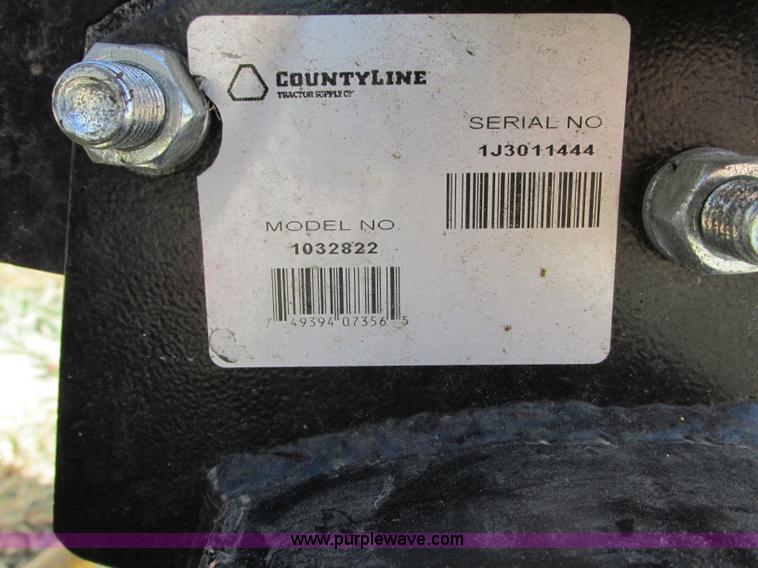 COUNTYLINE
TRACTOR SUPPLY CO
SERIAL NO
1J3011444
MODEL NO.
1032822
7 49394 07356 5
www.purplewave.com